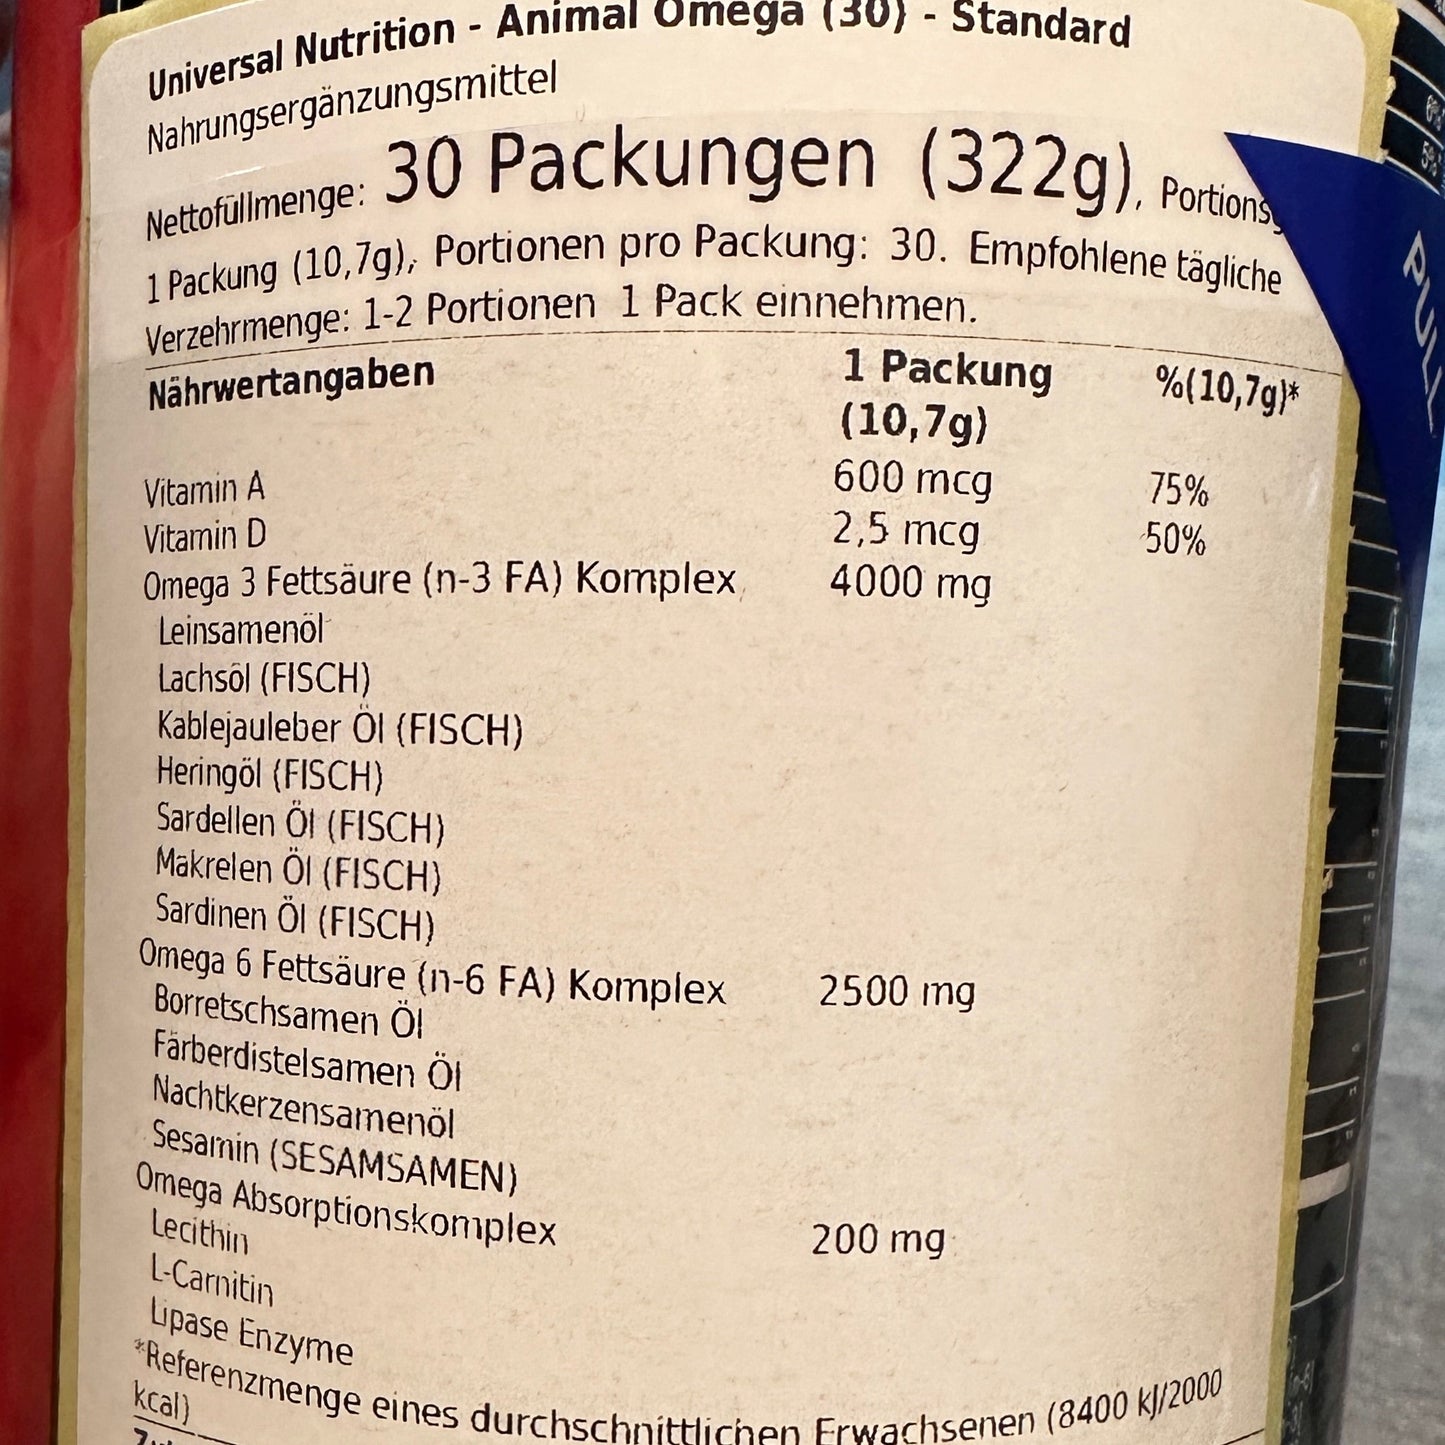 Universal Nutrition - Animal Omega (30) - Standard
Nahrungsergänzungsmittel
Nettofüllmenge: 30 Packungen (322g),
1 Packung (10,7g), Portionen pro Packung: 30. Empfohlene tägliche
Verzehrmenge: 1-2 Portionen 1 Pack einnehmen.
Nährwertangaben 1 Packung %(10,7g)*
(10,7g)
Vitamin A 600 mcg 75%
Vitamin D 2,5 mcg 50%
Omega 3 Fettsäure (n-3 FA) Komplex 4000 mg
Leinsamenöl
Lachsöl (FISCH)
Kablejauleber Öl (FISCH)
Heringöl (FISCH)
Sardellen Öl (FISCH)
Makrelen Öl (FISCH)
Sardinen Öl (FISCH)
Omega 6 Fettsäure (n-6 FA) Komplex 2500 mg
Borretschsamen Öl
Färberdistelsamen Öl
Nachtkerzensamenöl
Sesamin (SESAMSAMEN)
Omega Absorptionskomplex 200 mg
Lecithin
L-Carnitin
Lipase Enzyme
*Referenzmenge eines durchschnittlichen Erwachsenen (8400 kJ/2000
kcal)
PULL